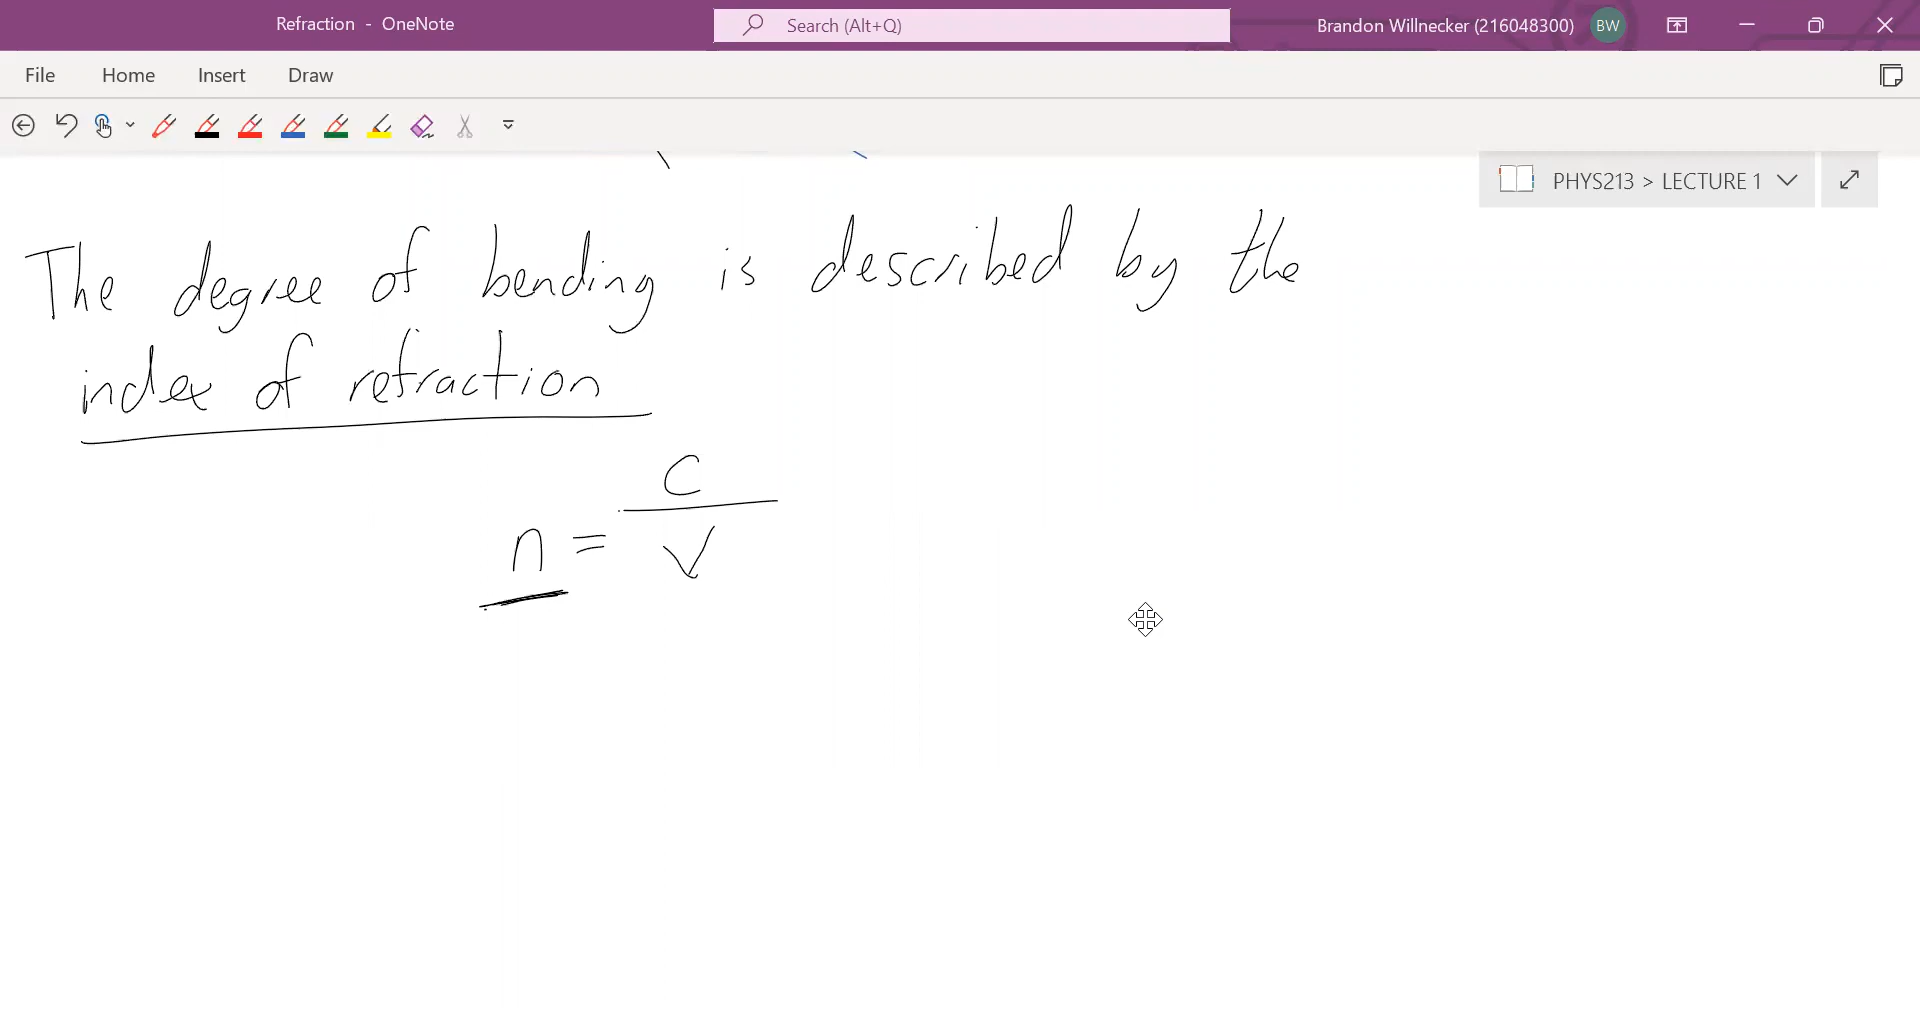 Refraction - OneNote
Search (Alt+Q)
Brandon Willnecker (216048300)
BW
File Home Insert Draw
PHYS213 > LECTURE 1
The degree of bending is described by the
index of refraction
n = c / v